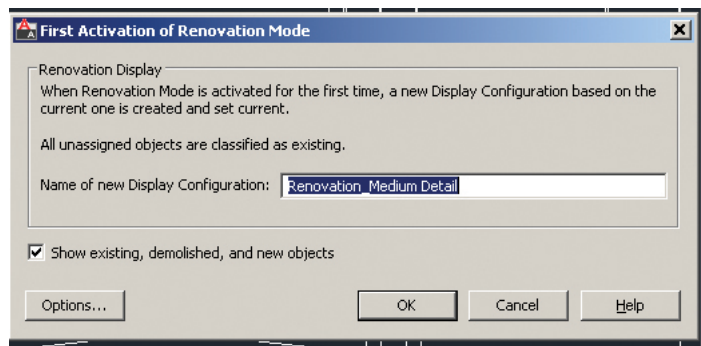 First Activation of Renovation Mode
Renovation Display
When Renovation Mode is activated for the first time, a new Display Configuration based on the
current one is created and set current.
All unassigned objects are classified as existing.
Name of new Display Configuration: Renovation_Medium Detail
Show existing, demolished, and new objects
Options... OK Cancel Help